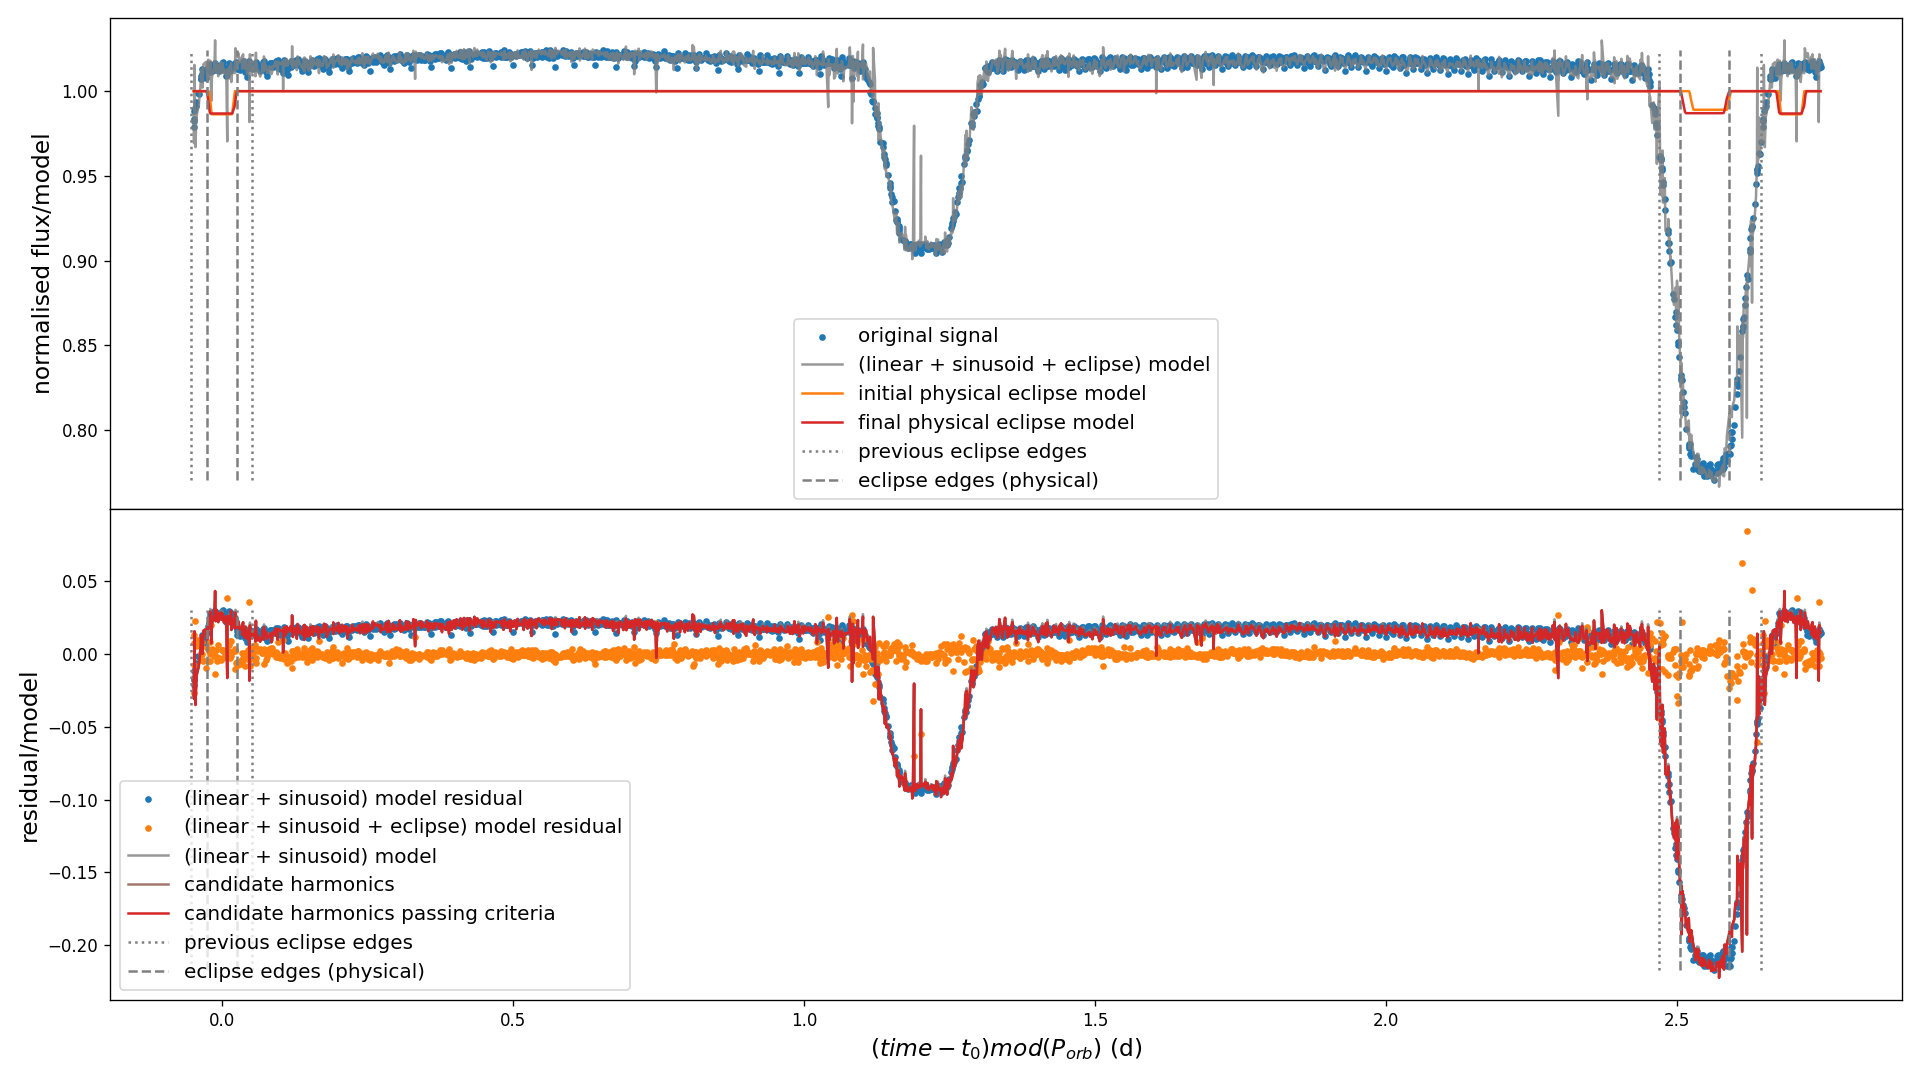 normalised flux/model
1.00
0.95
0.90
0.85
0.80
original signal
(linear + sinusoid + eclipse) model
initial physical eclipse model
final physical eclipse model
previous eclipse edges
eclipse edges (physical)
residual/model
0.05
0.00
−0.05
−0.10
−0.15
−0.20
(linear + sinusoid) model residual
(linear + sinusoid + eclipse) model residual
(linear + sinusoid) model
candidate harmonics
candidate harmonics passing criteria
previous eclipse edges
eclipse edges (physical)
0.0 0.5 1.0 1.5 2.0 2.5
(time − t₀)mod(Pₒᵣb) (d)